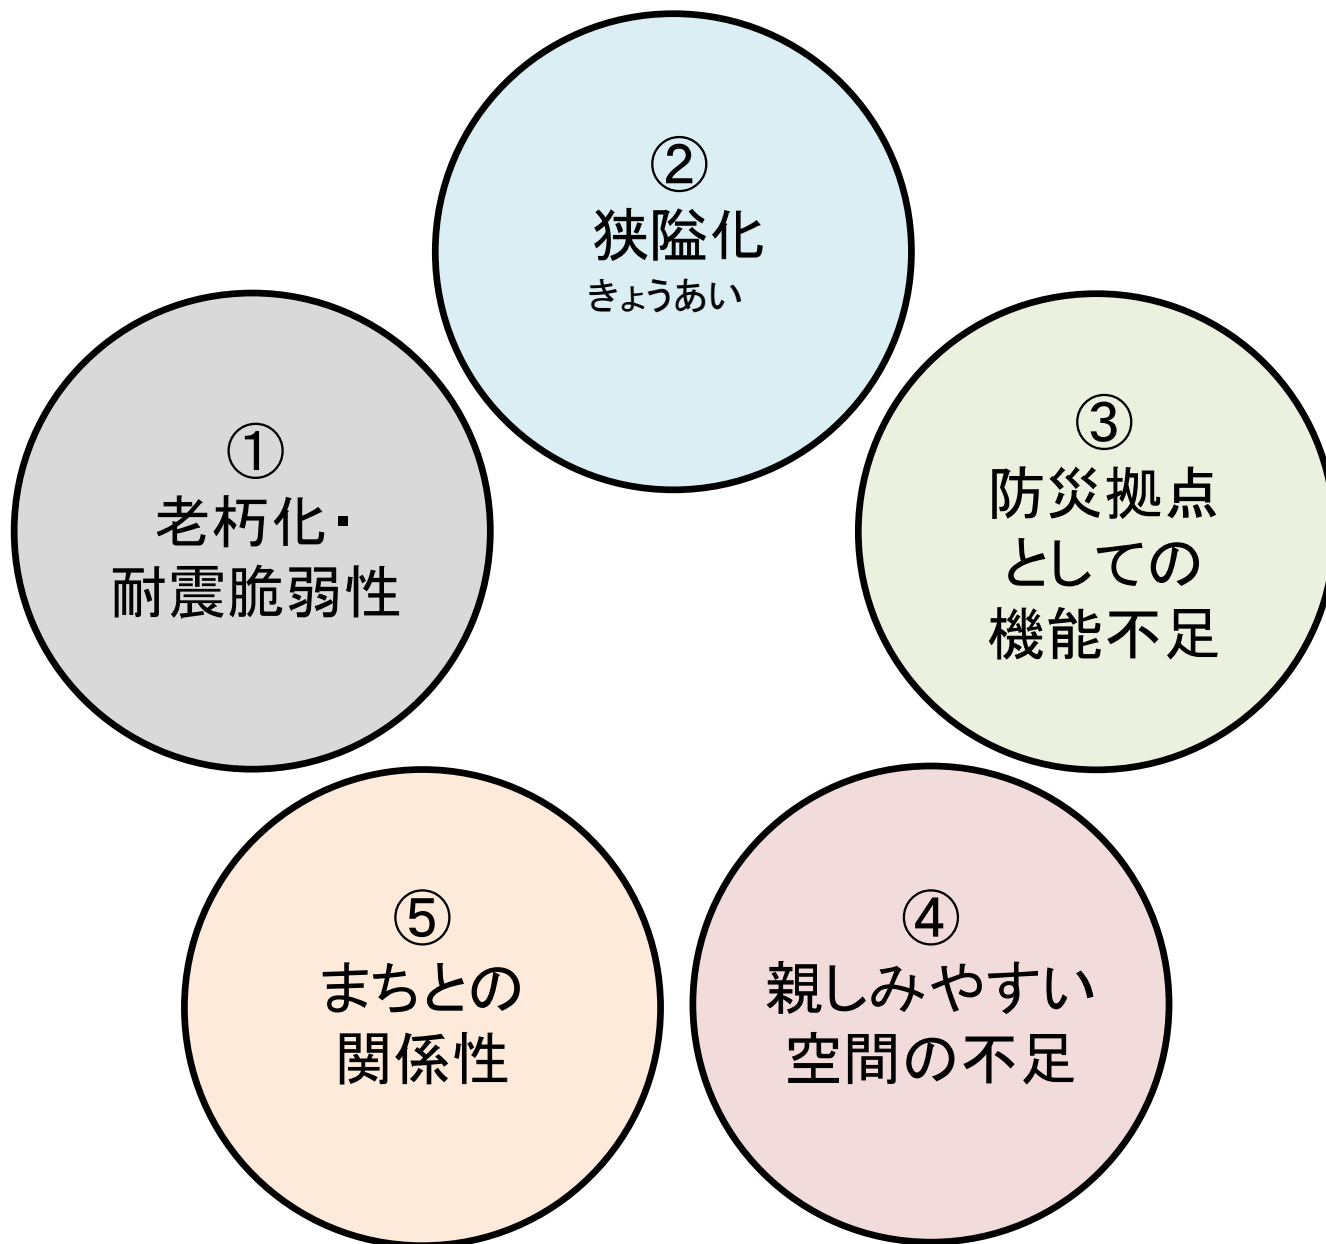 ①
老朽化・
耐震脆弱性
②
狭隘化
きょうあい
③
防災拠点
としての
機能不足
④
親しみやすい
空間の不足
⑤
まちとの
関係性